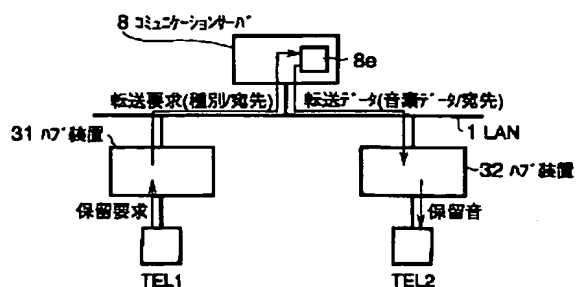 8 コミュニケーションサーバ
8e
転送要求(種別/宛先)
転送データ(音楽データ/宛先)
1 LAN
31 ハブ装置
32 ハブ装置
保留要求
保留音
TEL1
TEL2